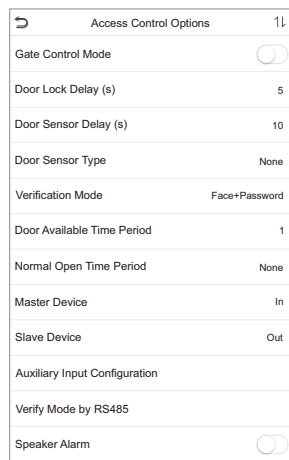 Access Control Options
Gate Control Mode
Door Lock Delay (s) 5
Door Sensor Delay (s) 10
Door Sensor Type None
Verification Mode Face+Password
Door Available Time Period 1
Normal Open Time Period None
Master Device In
Slave Device Out
Auxiliary Input Configuration
Verify Mode by RS485
Speaker Alarm